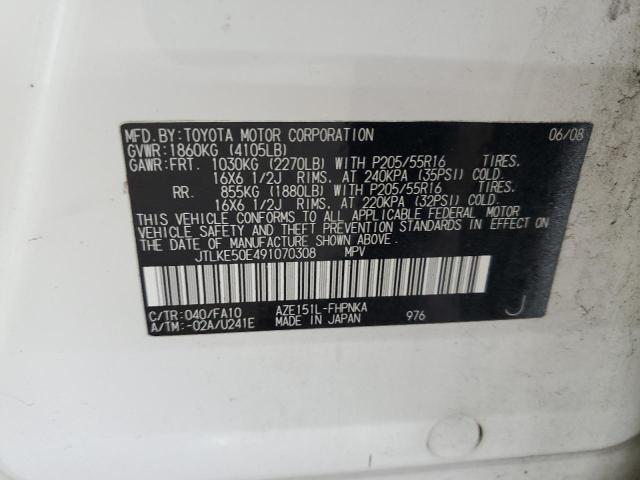 MFD.BY:TOYOTA MOTOR CORPORATION 06/08
GVWR:1860KG (4105LB)
GAWR:FRT. 1030KG (2270LB) WITH P205/55R16 TIRES,
16X6 1/2J RIMS, AT 240KPA (35PSI) COLD.
RR. 855KG (1880LB) WITH P205/55R16 TIRES,
16X6 1/2J RIMS, AT 220KPA (32PSI) COLD.
THIS VEHICLE CONFORMS TO ALL APPLICABLE FEDERAL MOTOR
VEHICLE SAFETY AND THEFT PREVENTION STANDARDS IN EFFECT ON
THE DATE OF MANUFACTURE SHOWN ABOVE.
JTLKE50E491070308 MPV
C/TR:040/FA10 AZE151L-FHPNKA
A/TM:-02A/U241E MADE IN JAPAN 976 J